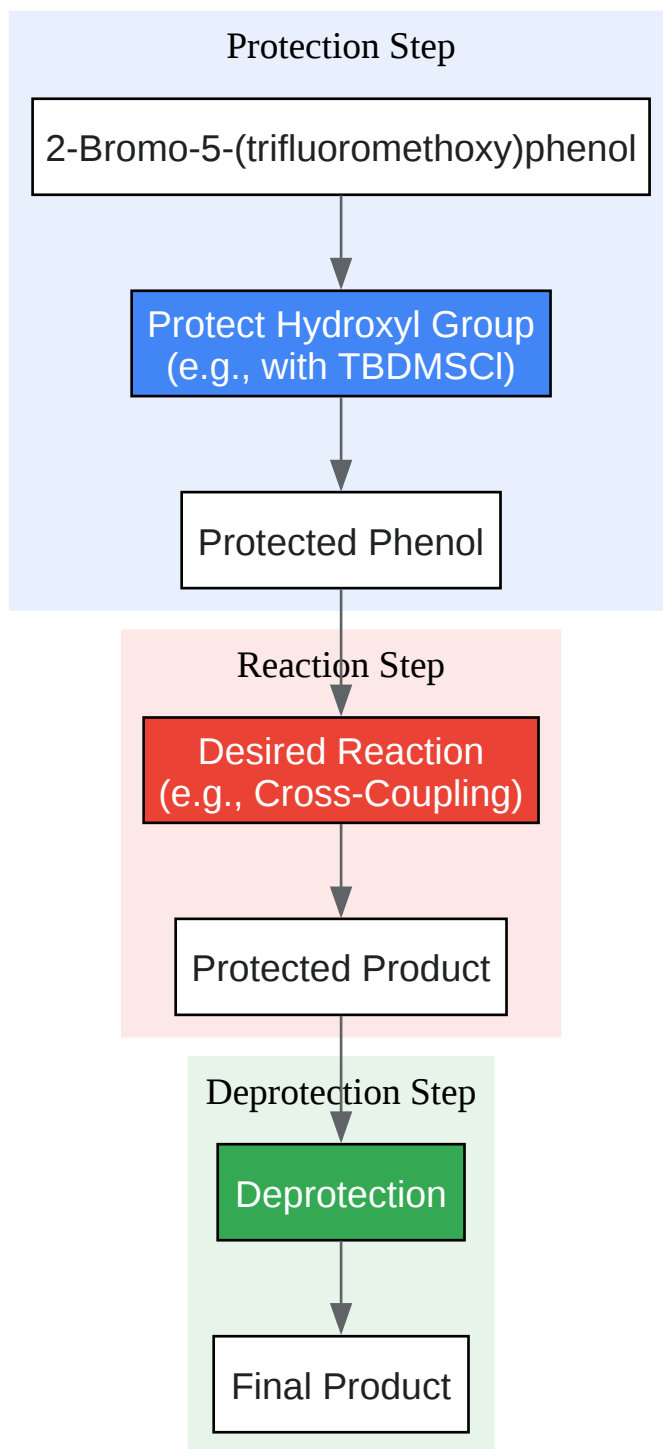 Protection Step
2-Bromo-5-(trifluoromethoxy)phenol
Protect Hydroxyl Group
(e.g., with TBDMSCl)
Protected Phenol
Reaction Step
Desired Reaction
(e.g., Cross-Coupling)
Protected Product
Deprotection Step
Deprotection
Final Product